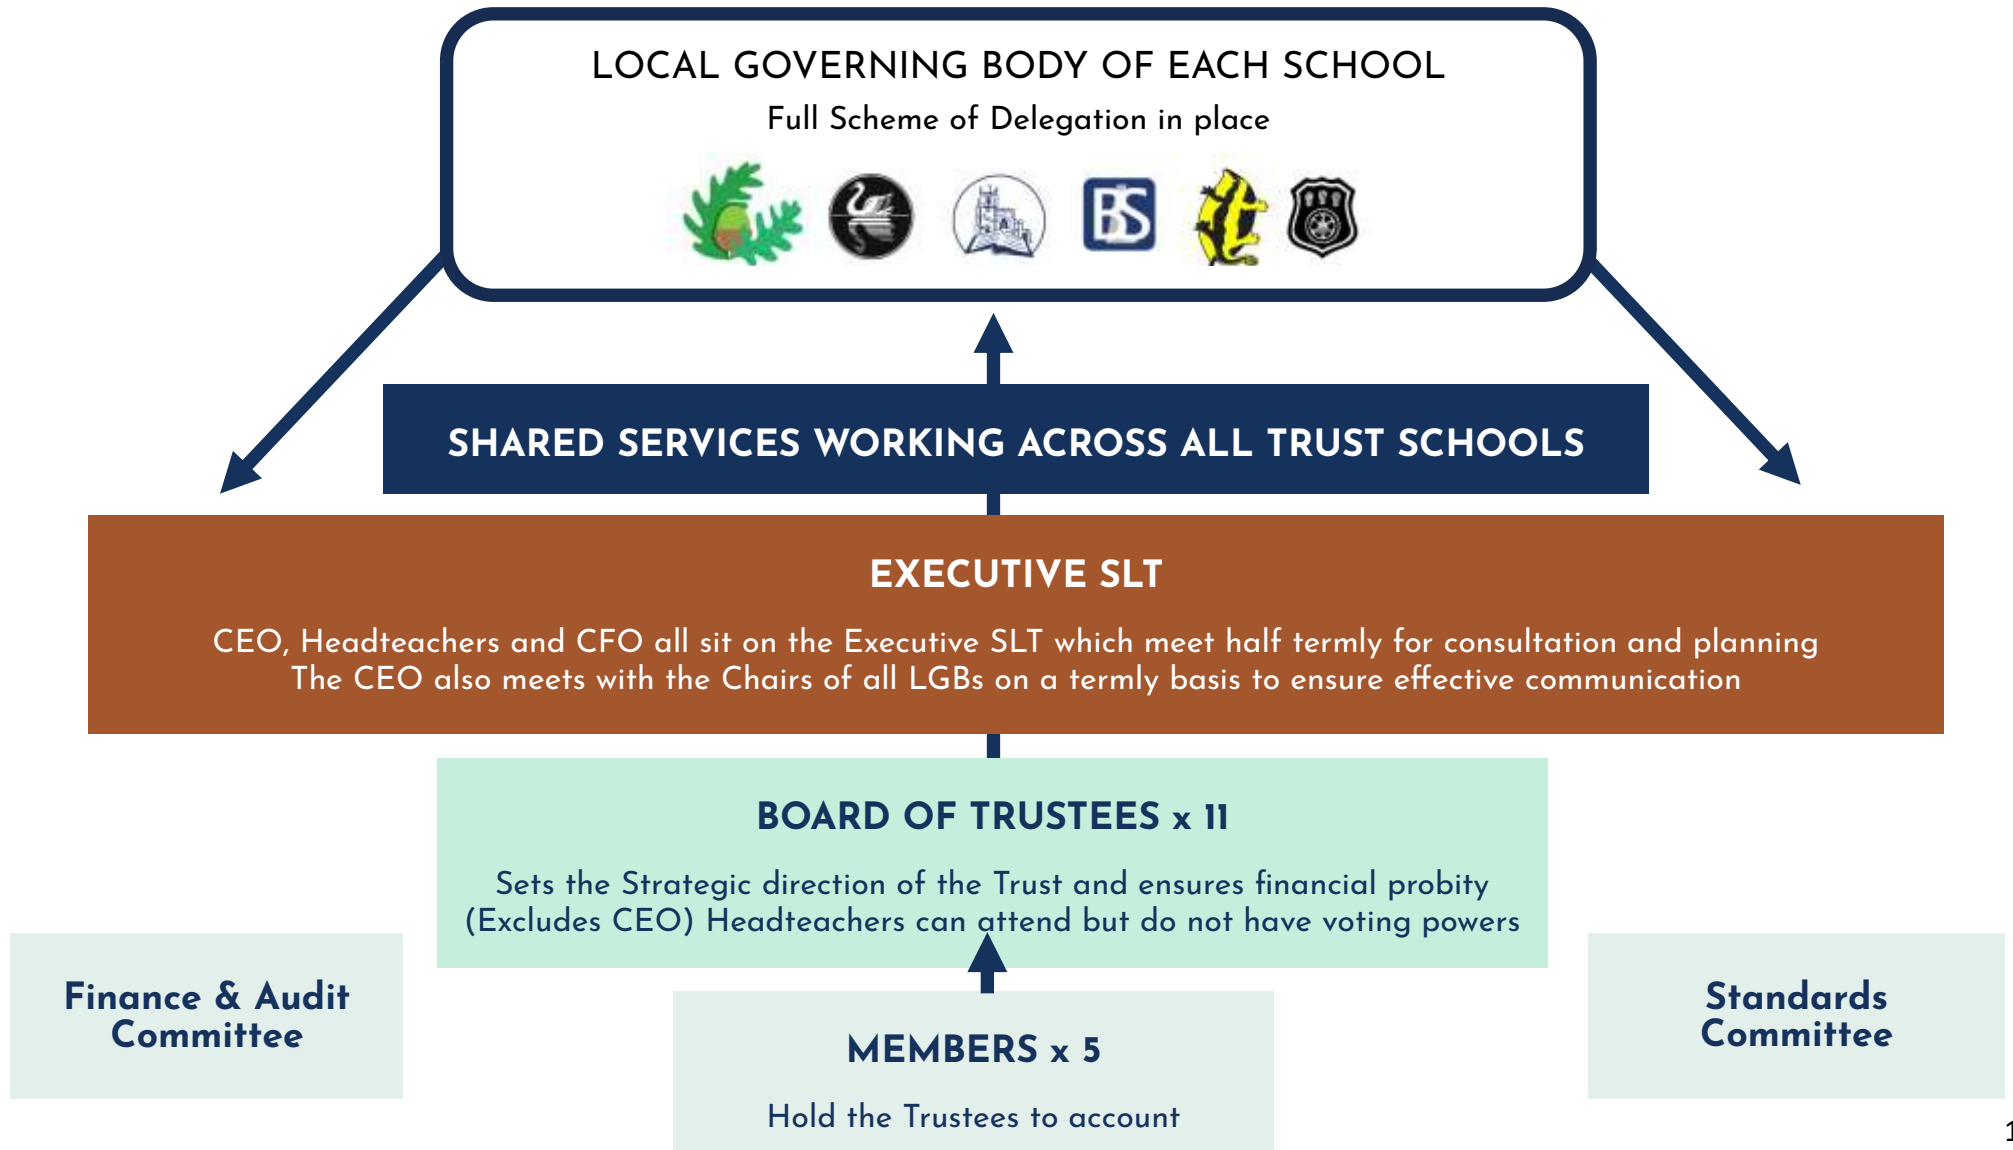 LOCAL GOVERNING BODY OF EACH SCHOOL
Full Scheme of Delegation in place
BS
SHARED SERVICES WORKING ACROSS ALL TRUST SCHOOLS
EXECUTIVE SLT
CEO, Headteachers and CFO all sit on the Executive SLT which meet half termly for consultation and planning
The CEO also meets with the Chairs of all LGBs on a termly basis to ensure effective communication
BOARD OF TRUSTEES x 11
Sets the Strategic direction of the Trust and ensures financial probity
(Excludes CEO) Headteachers can attend but do not have voting powers
Finance & Audit
Committee
Standards
Committee
MEMBERS x 5
Hold the Trustees to account
1